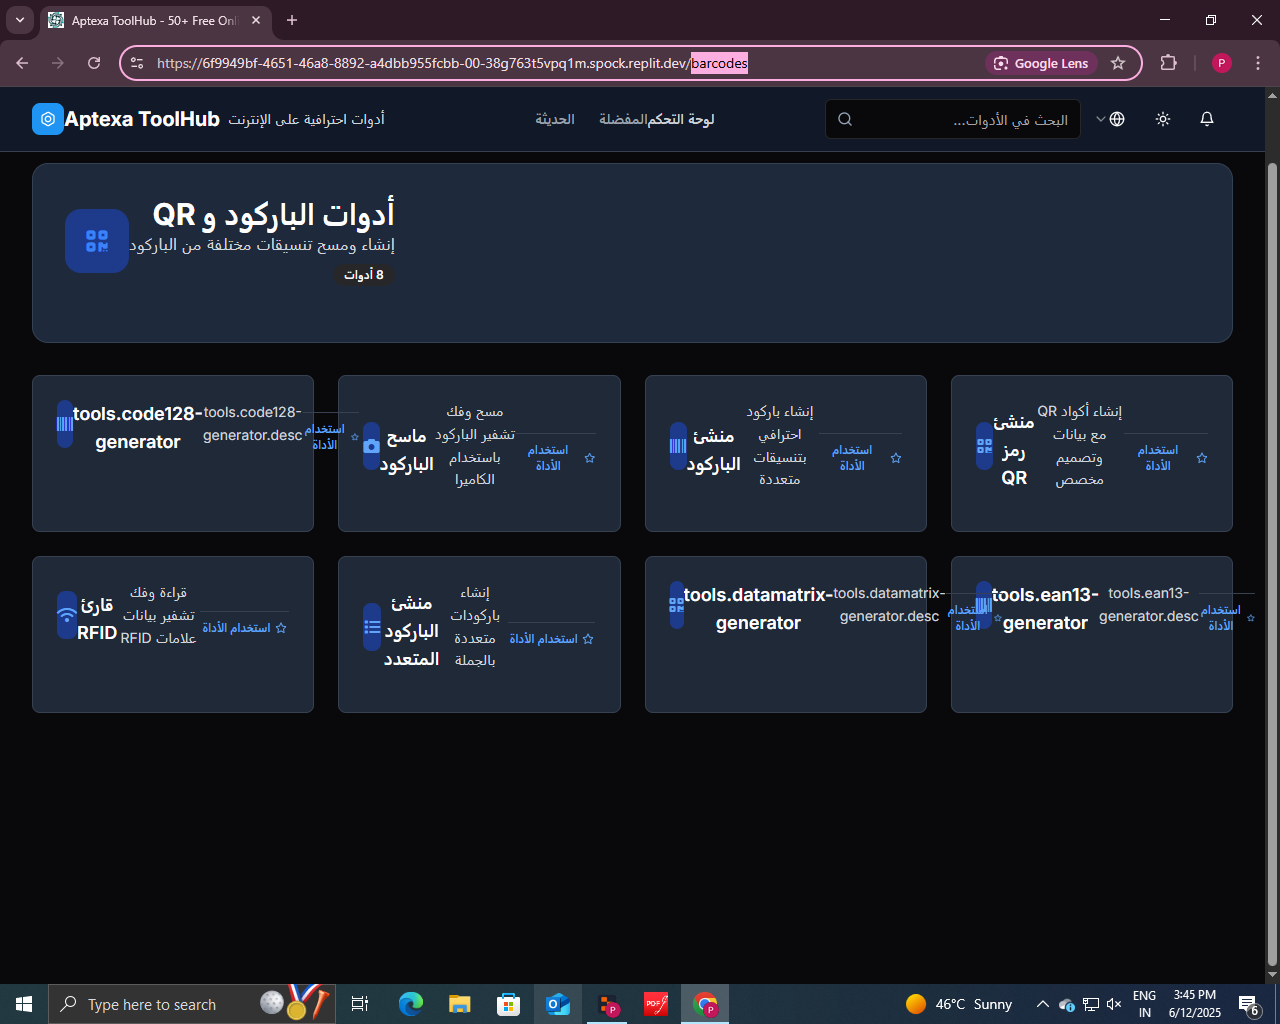 Aptexa ToolHub - 50+ Free Onl
https://6f9949bf-4651-46a8-8892-a4dbb955fcbb-00-38g763t5vpq1m.spock.replit.dev/barcodes
Google Lens
P
Aptexa ToolHub
أدوات احترافية على الإنترنت
لوحة التحكم
المفضلة
الحديثة
البحث في الأدوات...
أدوات الباركود و QR
إنشاء ومسح تنسيقات مختلفة من الباركود
8 أدوات
منشئ
رمز
QR
إنشاء أكواد QR
مع بيانات
وتصميم
مخصص
استخدام
الأداة
منشئ
الباركود
إنشاء باركود
احترافي
بتنسيقات
متعددة
استخدام
الأداة
ماسح
الباركود
مسح وفك
تشفير الباركود
باستخدام
الكاميرا
استخدام
الأداة
tools.code128-
generator
tools.code128-
generator.desc
استخدام
الأداة
tools.ean13-
generator
tools.ean13-
generator.desc
استخدام
الأداة
tools.datamatrix-
generator
tools.datamatrix-
generator.desc
استخدام
الأداة
منشئ
الباركود
المتعدد
إنشاء
باركودات
متعددة
بالجملة
استخدام الأداة
قارئ
RFID
قراءة وفك
تشفير بيانات
علامات RFID
استخدام الأداة
Type here to search
46°C Sunny
ENG
IN
3:45 PM
6/12/2025
6